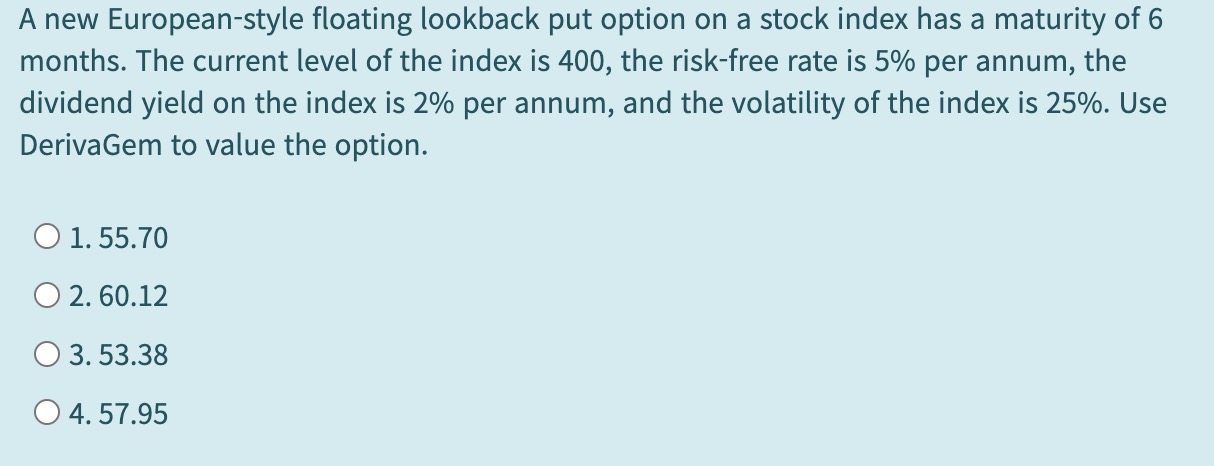 A new European-style floating lookback put option on a stock index has a maturity of 6
months. The current level of the index is 400, the risk-free rate is 5% per annum, the
dividend yield on the index is 2% per annum, and the volatility of the index is 25%. Use
DerivaGem to value the option.
1. 55.70
2. 60.12
3. 53.38
4. 57.95